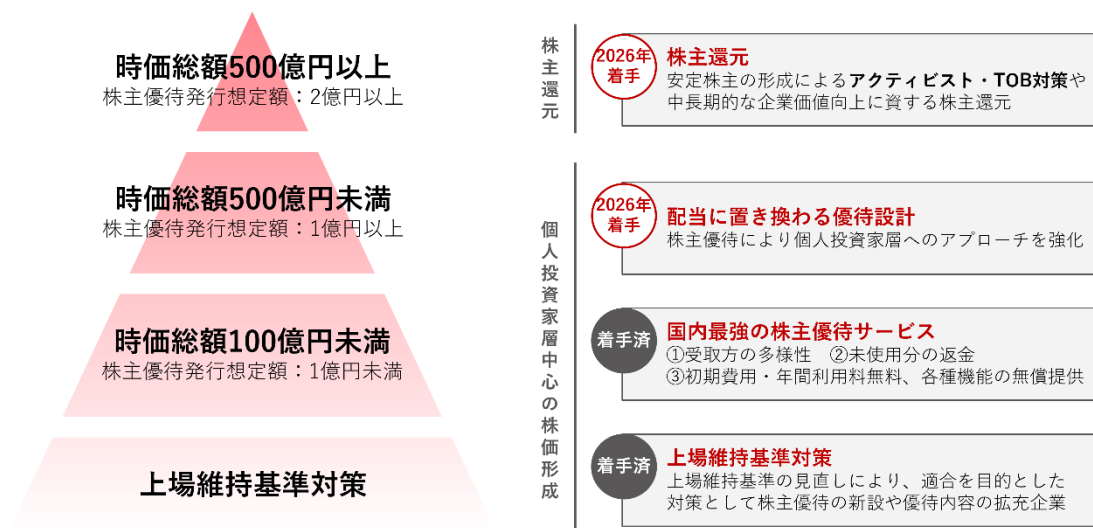 時価総額500億円以上
株主優待発行想定額：2億円以上
時価総額500億円未満
株主優待発行想定額：1億円以上
時価総額100億円未満
株主優待発行想定額：1億円未満
上場維持基準対策
株主還元
個人投資家層中心の株価形成
2026年
着手
株主還元
安定株主の形成によるアクティビスト・TOB対策や
中長期的な企業価値向上に資する株主還元
2026年
着手
配当に置き換わる優待設計
株主優待により個人投資家層へのアプローチを強化
着手済
国内最強の株主優待サービス
①受取方の多様性　②未使用分の返金
③初期費用・年間利用料無料、各種機能の無償提供
着手済
上場維持基準対策
上場維持基準の見直しにより、適合を目的とした
対策として株主優待の新設や優待内容の拡充企業